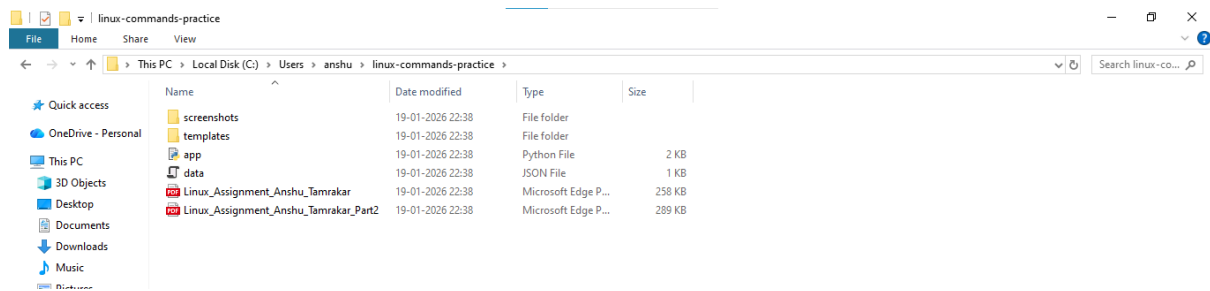 linux-commands-practice
File Home Share View
This PC > Local Disk (C:) > Users > anshu > linux-commands-practice >
Search linux-co...
Name Date modified Type Size
Quick access
OneDrive - Personal
This PC
3D Objects
Desktop
Documents
Downloads
Music
Pictures
screenshots 19-01-2026 22:38 File folder
templates 19-01-2026 22:38 File folder
app 19-01-2026 22:38 Python File 2 KB
data 19-01-2026 22:38 JSON File 1 KB
PDF Linux_Assignment_Anshu_Tamrakar 19-01-2026 22:38 Microsoft Edge P... 258 KB
PDF Linux_Assignment_Anshu_Tamrakar_Part2 19-01-2026 22:38 Microsoft Edge P... 289 KB